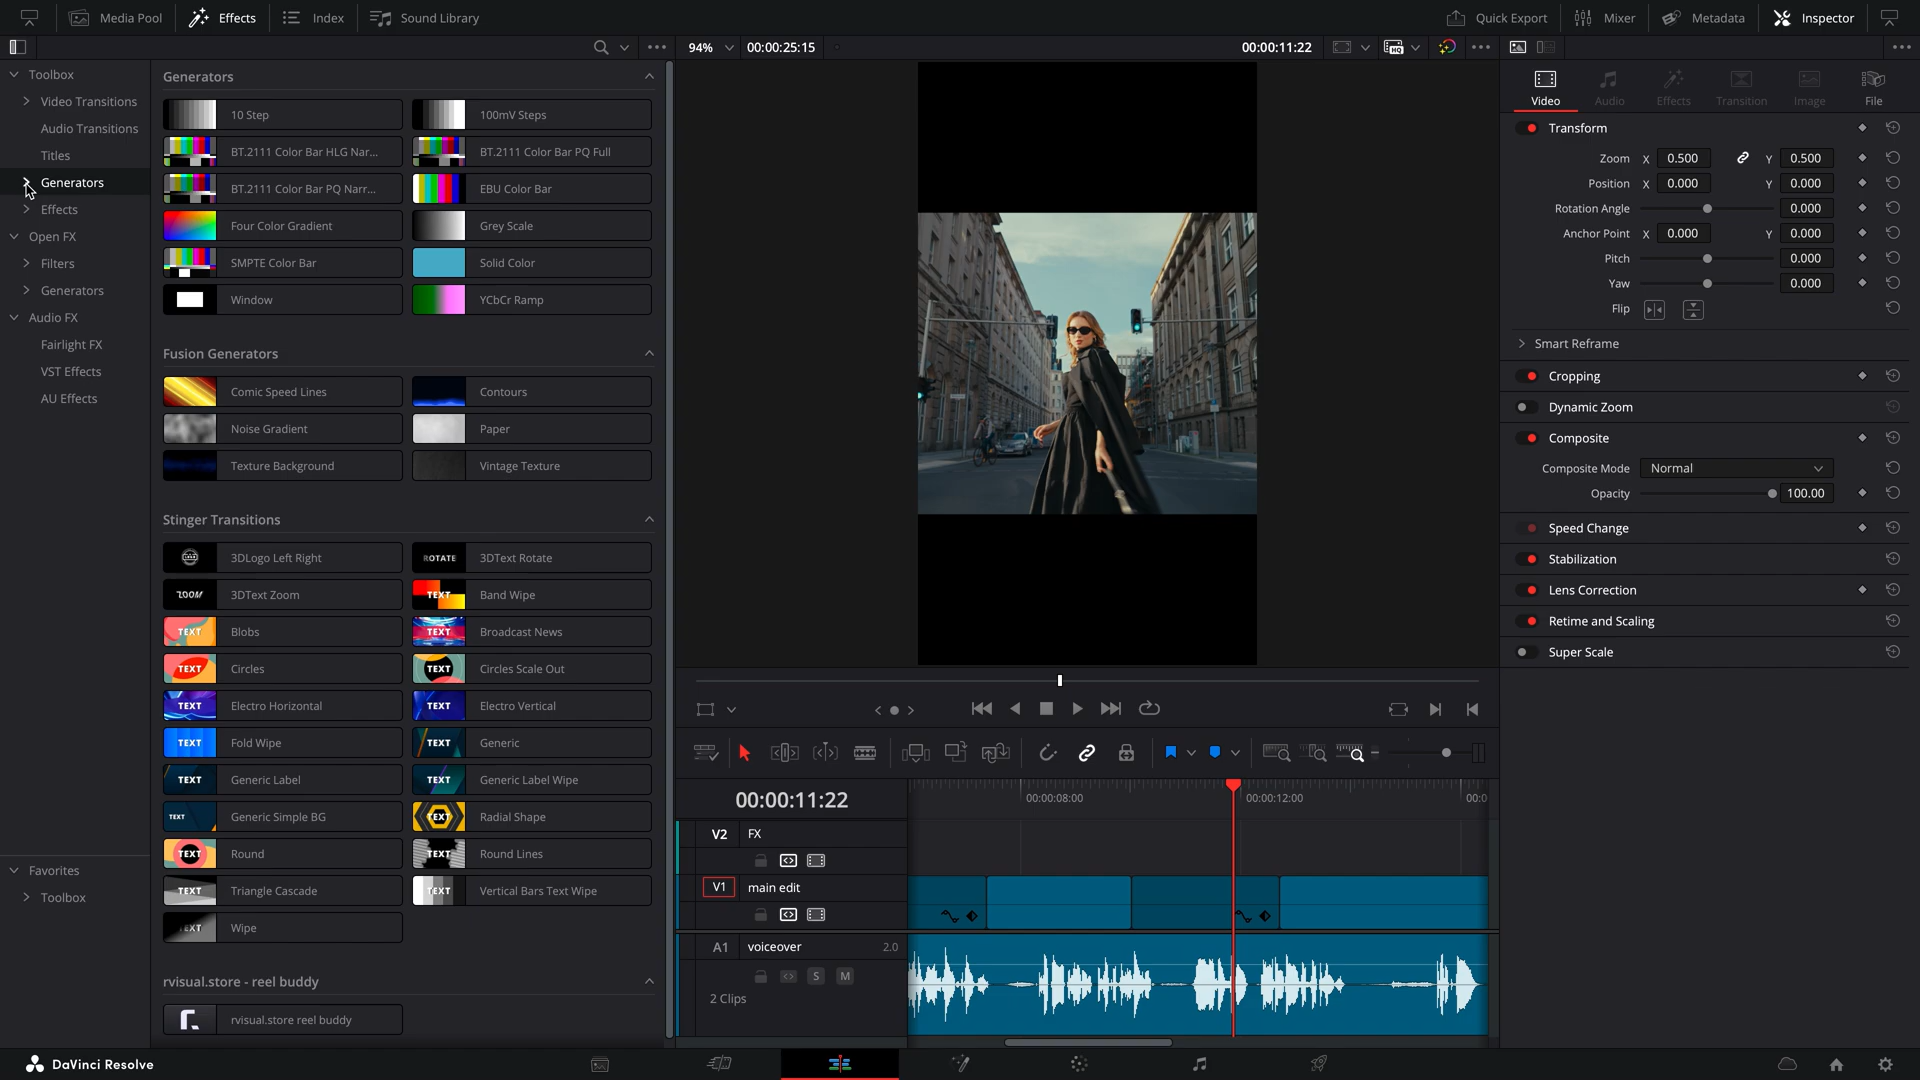 Media Pool
Effects
Index
Sound Library
Quick Export
Mixer
Metadata
Inspector
94%
00:00:25:15
00:00:11:22
Toolbox
Video Transitions
Audio Transitions
Titles
Generators
Effects
Open FX
Filters
Generators
Audio FX
Fairlight FX
VST Effects
AU Effects
Favorites
Toolbox
Generators
10 Step
100mV Steps
BT.2111 Color Bar HLG Nar...
BT.2111 Color Bar PQ Full
BT.2111 Color Bar PQ Narr...
EBU Color Bar
Four Color Gradient
Grey Scale
SMPTE Color Bar
Solid Color
Window
YCbCr Ramp
Fusion Generators
Comic Speed Lines
Contours
Noise Gradient
Paper
Texture Background
Vintage Texture
Stinger Transitions
3DLogo Left Right
ROTATE 3DText Rotate
ZOOM 3DText Zoom
TEXT Band Wipe
TEXT Blobs
TEXT Broadcast News
TEXT Circles
TEXT Circles Scale Out
TEXT Electro Horizontal
TEXT Electro Vertical
TEXT Fold Wipe
TEXT Generic
TEXT Generic Label
TEXT Generic Label Wipe
TEXT Generic Simple BG
TEXT Radial Shape
TEXT Round
TEXT Round Lines
TEXT Triangle Cascade
TEXT Vertical Bars Text Wipe
TEXT Wipe
rvisual.store - reel buddy
rvisual.store reel buddy
Video
Audio
Effects
Transition
Image
File
Transform
Zoom X 0.500 Y 0.500
Position X 0.000 Y 0.000
Rotation Angle 0.000
Anchor Point X 0.000 Y 0.000
Pitch 0.000
Yaw 0.000
Flip
Smart Reframe
Cropping
Dynamic Zoom
Composite
Composite Mode Normal
Opacity 100.00
Speed Change
Stabilization
Lens Correction
Retime and Scaling
Super Scale
00:00:11:22
00:00:08:00
00:00:12:00
00:0
V2 FX
V1 main edit
A1 voiceover 2.0
S M
2 Clips
DaVinci Resolve